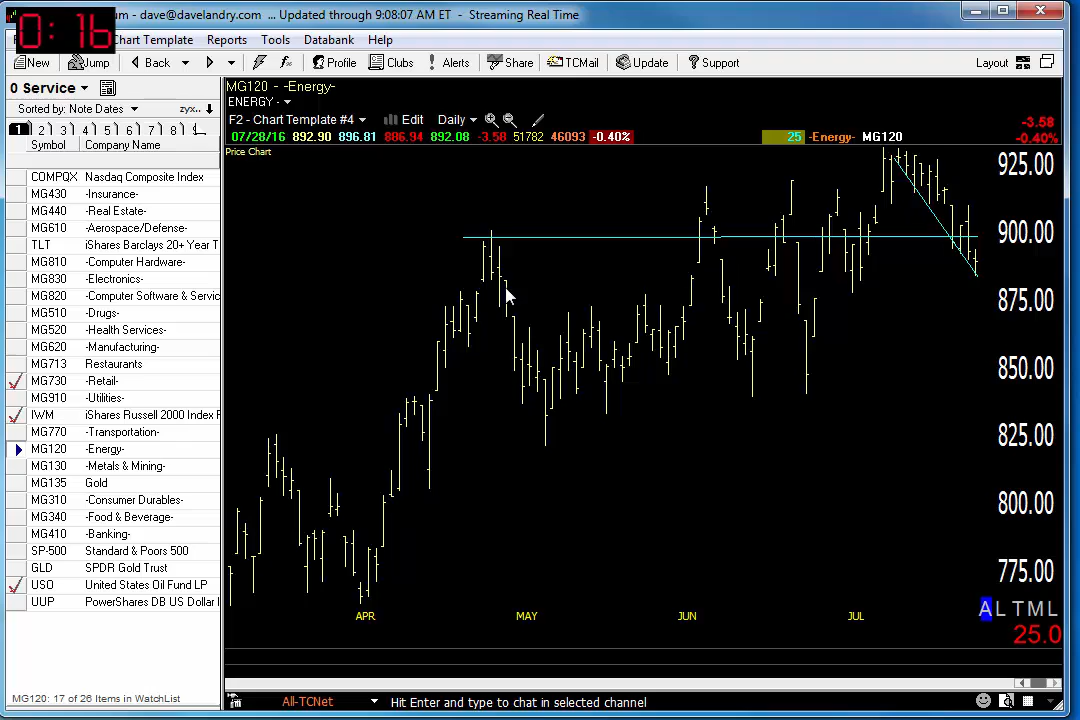 um - dave@davelandry.com ... Updated through 9:08:07 AM ET - Streaming Real Time
0:16
Chart Template Reports Tools Databank Help
New Jump Back Profile Clubs Alerts Share TCMail Update Support Layout
0 Service
Sorted by: Note Dates zyx..
1 2 3 4 5 6 7 8
Symbol Company Name
COMPQX Nasdaq Composite Index
MG430 -Insurance-
MG440 -Real Estate-
MG610 -Aerospace/Defense-
TLT iShares Barclays 20+ Year T
MG810 -Computer Hardware-
MG830 -Electronics-
MG820 -Computer Software & Servic
MG510 -Drugs-
MG520 -Health Services-
MG620 -Manufacturing-
MG713 Restaurants
MG730 -Retail-
MG910 -Utilities-
IWM iShares Russell 2000 Index F
MG770 -Transportation-
MG120 -Energy-
MG130 -Metals & Mining-
MG135 Gold
MG310 -Consumer Durables-
MG340 -Food & Beverage-
MG410 -Banking-
SP-500 Standard & Poors 500
GLD SPDR Gold Trust
USO United States Oil Fund LP
UUP PowerShares DB US Dollar I
MG120: 17 of 26 Items in WatchList
MG120 - -Energy-
ENERGY -
F2 - Chart Template #4 Edit Daily
07/28/16 892.90 896.81 886.94 892.08 -3.58 51782 46093 -0.40% 25 -Energy- MG120
-3.58
-0.40%
Price Chart
925.00
900.00
875.00
850.00
825.00
800.00
775.00
APR MAY JUN JUL
A L T M L
25.0
All-TCNet Hit Enter and type to chat in selected channel